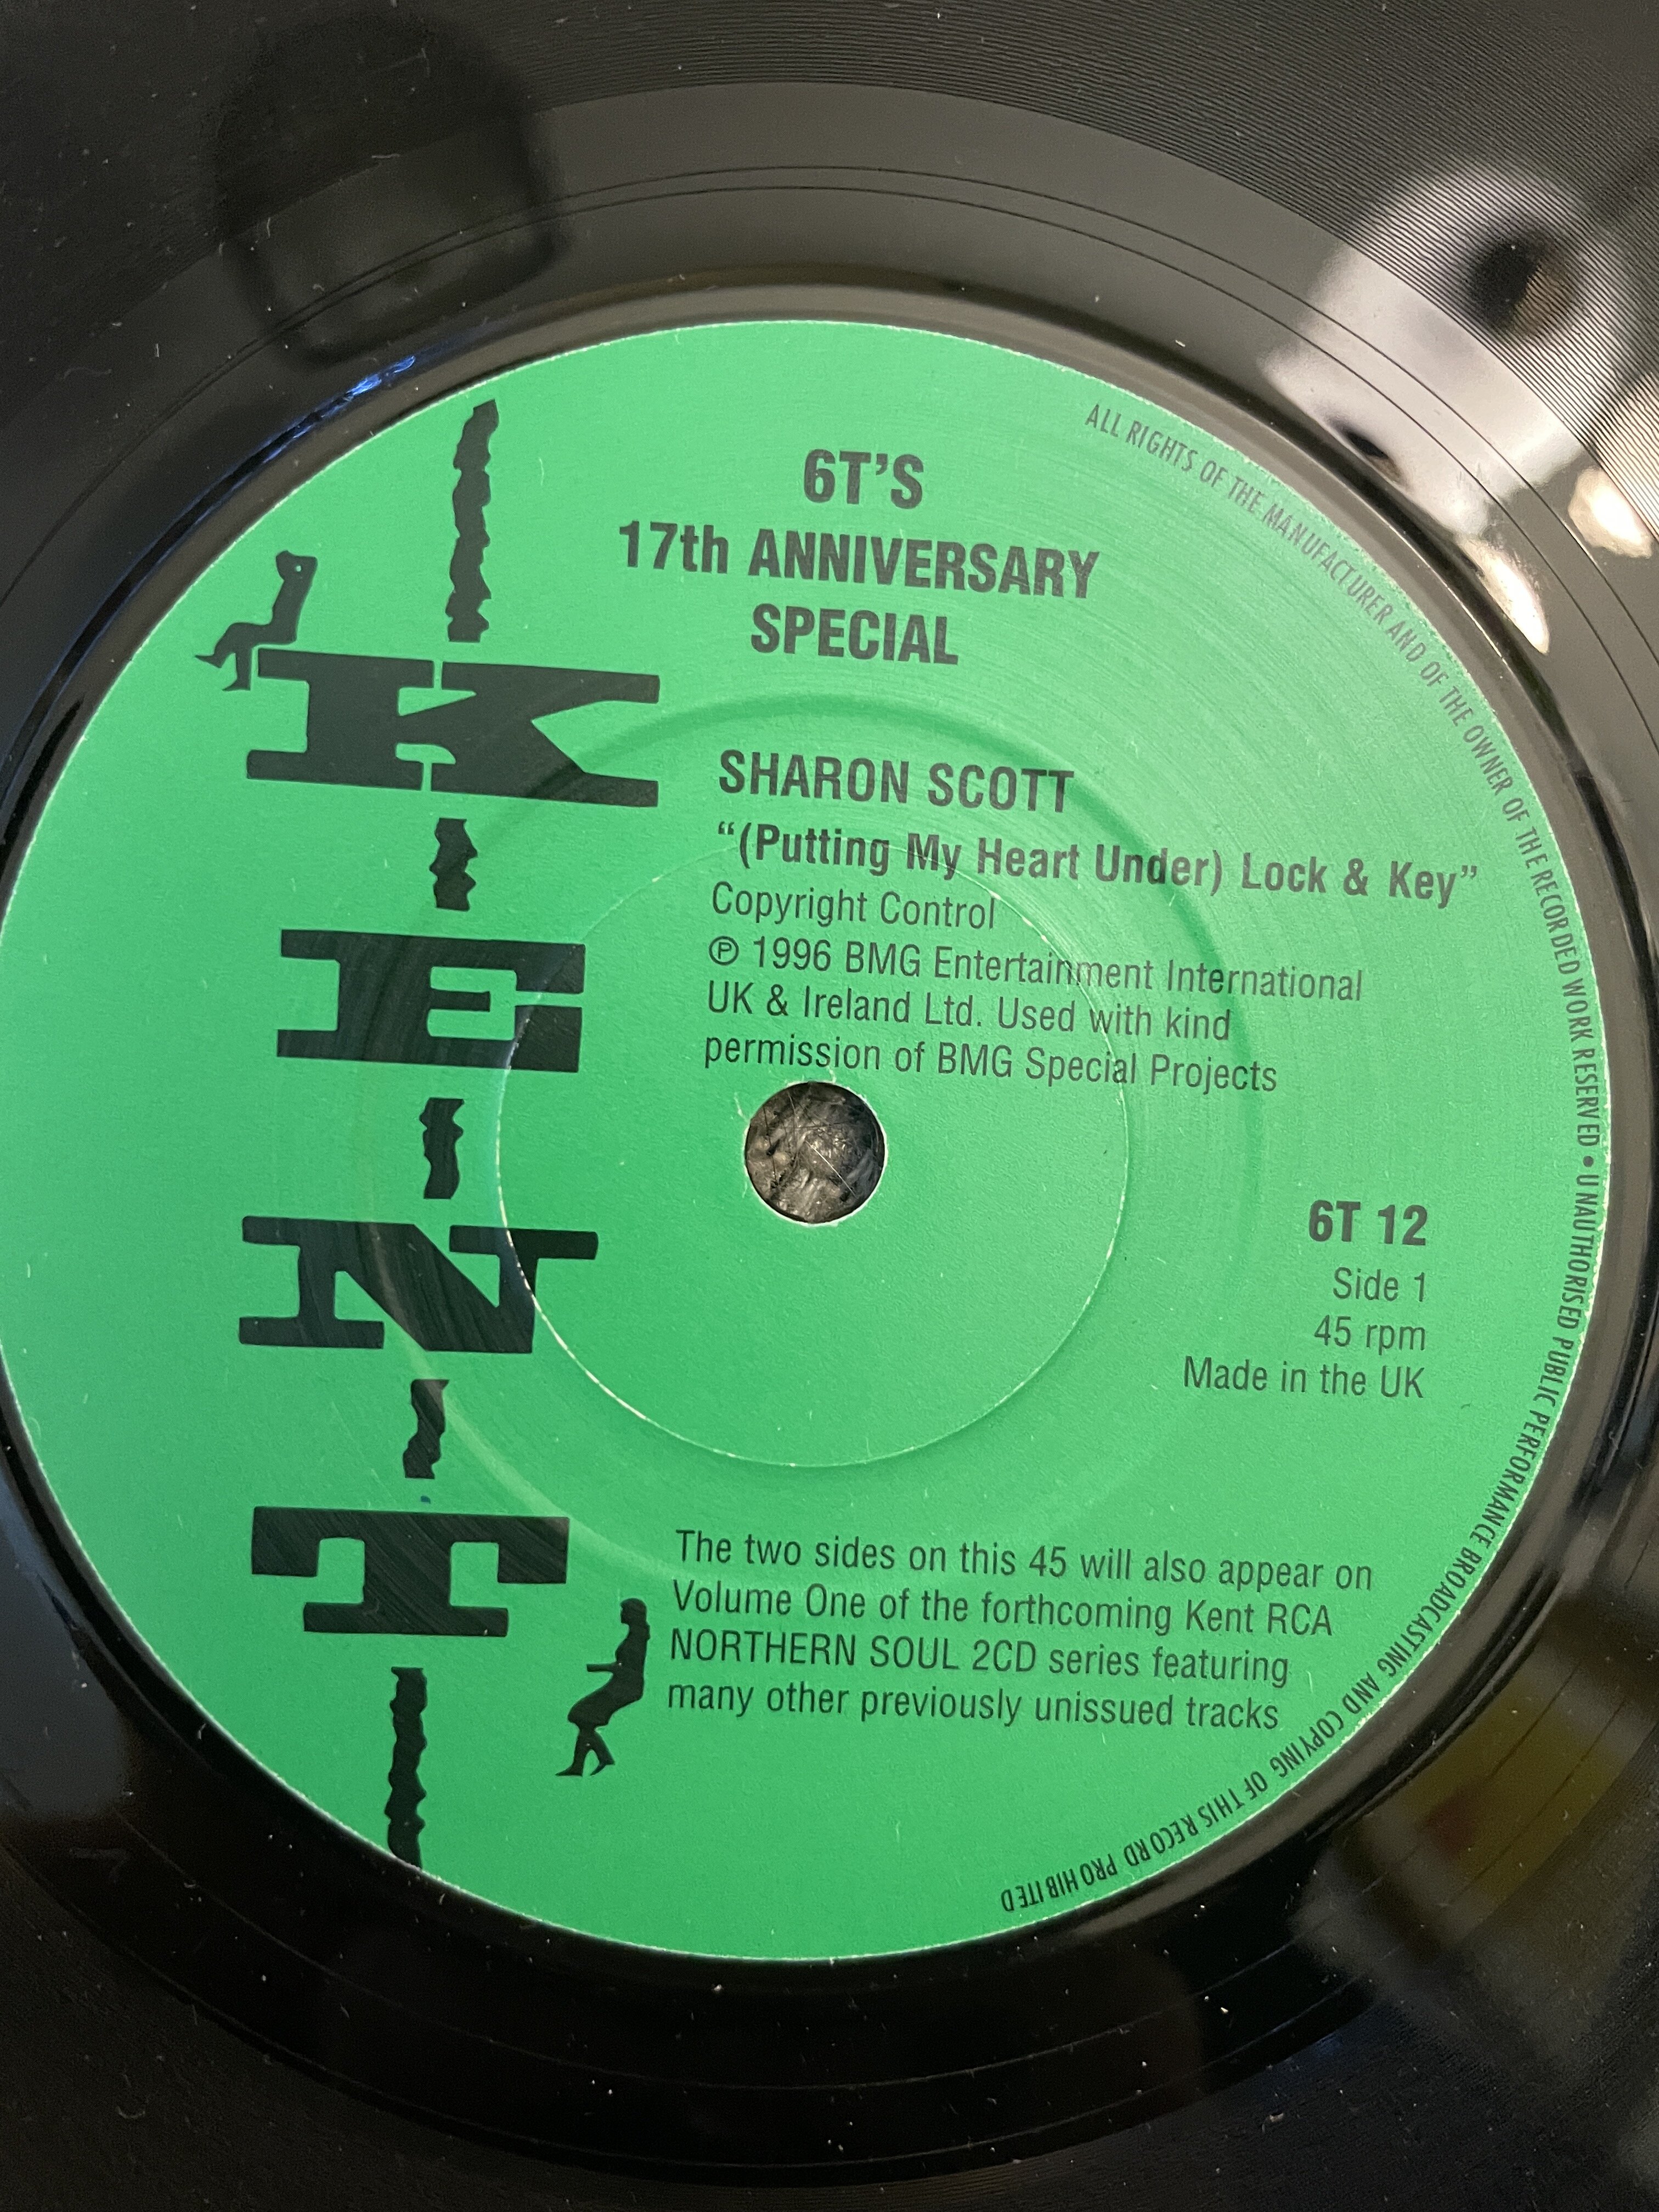 KENT
6T'S
17th ANNIVERSARY
SPECIAL
SHARON SCOTT
“(Putting My Heart Under) Lock & Key”
Copyright Control
℗ 1996 BMG Entertainment International
UK & Ireland Ltd. Used with kind
permission of BMG Special Projects
6T 12
Side 1
45 rpm
Made in the UK
The two sides on this 45 will also appear on
Volume One of the forthcoming Kent RCA
NORTHERN SOUL 2CD series featuring
many other previously unissued tracks
ALL RIGHTS OF THE MANUFACTURER AND OF THE OWNER OF THE RECORDED WORK RESERVED • UNAUTHORISED PUBLIC PERFORMANCE BROADCASTING AND COPYING OF THIS RECORD PROHIBITED